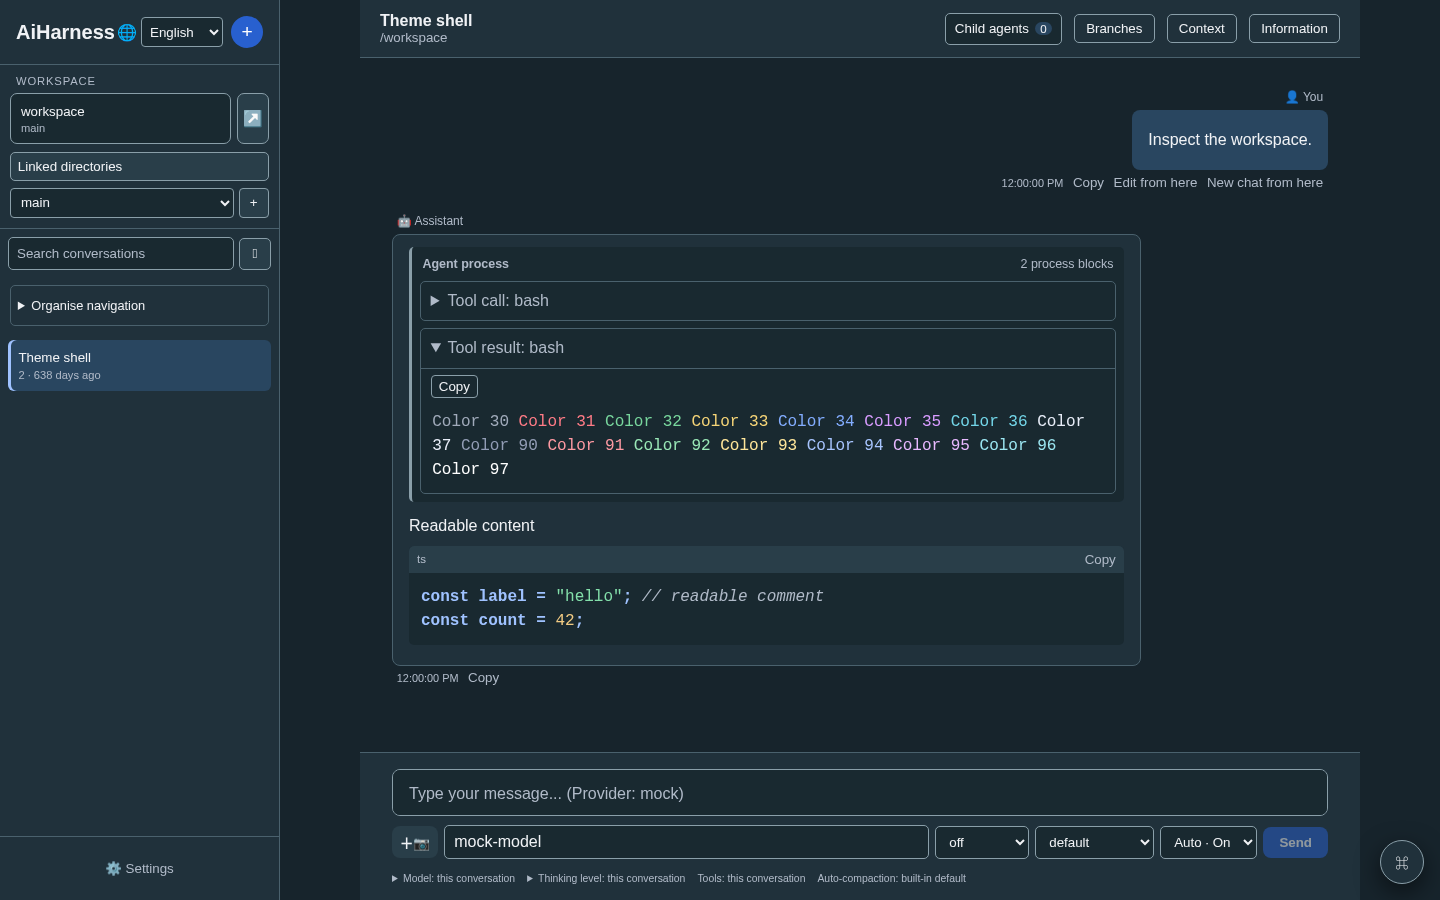 AiHarness
English
+
WORKSPACE
workspace
main
Linked directories
main
+
Search conversations
Organise navigation
Theme shell
2 · 638 days ago
Settings
Theme shell
/workspace
Child agents 0
Branches
Context
Information
You
Inspect the workspace.
12:00:00 PM Copy Edit from here New chat from here
Assistant
Agent process
2 process blocks
Tool call: bash
Tool result: bash
Copy
Color 30 Color 31 Color 32 Color 33 Color 34 Color 35 Color 36 Color
37 Color 90 Color 91 Color 92 Color 93 Color 94 Color 95 Color 96
Color 97
Readable content
ts
Copy
const label = "hello"; // readable comment
const count = 42;
12:00:00 PM Copy
Type your message... (Provider: mock)
+
mock-model
off
default
Auto · On
Send
Model: this conversation Thinking level: this conversation Tools: this conversation Auto-compaction: built-in default
⌘